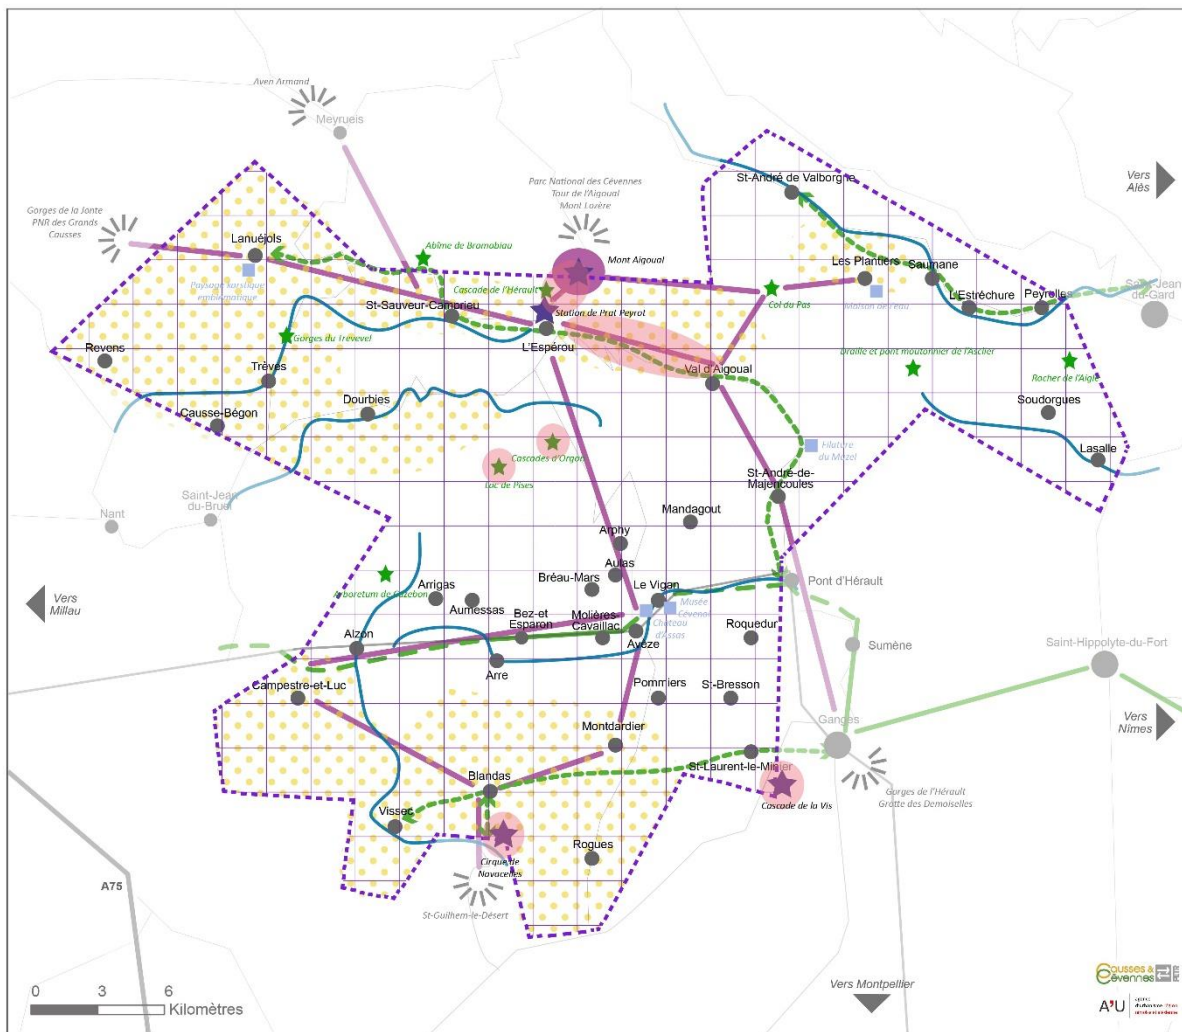 Aven Armand
Meyrueis
Parc National des Cévennes
Tour de l'Aigoual
Mont Lozère
St-André de Valborgne
Vers
Alès
Gorges de la Jonte
PNR des Grands
Causses
Lanuéjols
Abîme de Bramabiau
Mont Aigoual
Les Plantiers
Saumane
Paysage karstique
emblématique
Cascade de l'Hérault
Maison de l'eau
L'Estréchure
Peyrolles
Saint-Jean
du-Gard
St-Sauveur-Camprieu
Station de Prat Peyrot
Col du Pas
Gorges du Trévevel
L'Espérou
Revens
Draille et pont moutonnier de l'Asclier
Trèves
Val d'Aigoual
Rocher de l'Aigle
Dourbies
Soudorgues
Causse-Bégon
Filature
du Mazel
Lasalle
Cascades d'Orgon
Lac de Pises
St-André-de-
Majencoules
Saint-Jean
du-Bruel
Nant
Mandagout
Arphy
Aulas
Bréau-Mars
Le Vigan
Pont d'Hérault
Arboretum de Cazebon
Arrigas
Aumessas
Vers
Millau
Musée
Cévenol
Château
d'Assas
Bez-et
Esparon
Molières-
Cavaillac
Avèze
Roquedur
Alzon
Sumène
Saint-Hippolyte-du-Fort
Arre
Campestre-et-Luc
Pommiers
St-Bresson
Vers
Nîmes
Montdardier
Ganges
St-Laurent-le-Minier
Blandas
Gorges de l'Hérault
Grotte des Demoiselles
Cascade de la Vis
Vissec
Rogues
Cirque de
Navacelles
A75
St-Guilhem-le-Désert
Vers Montpellier
0 3 6
Kilomètres
Causses &
Cévennes
PETR
A'U